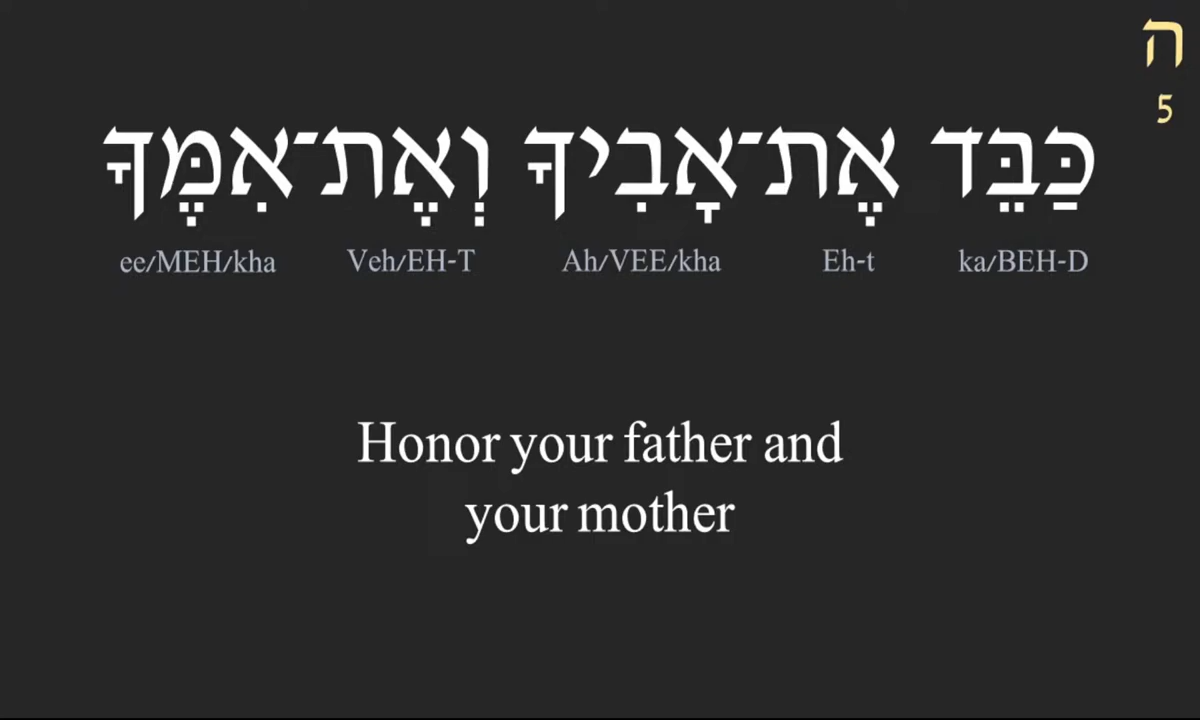 ה
5
כַּבֵּד אֶת־אָבִיךָ וְאֶת־אִמֶּךָ
ee/MEH/kha Veh/EH-T Ah/VEE/kha Eh-t ka/BEH-D
Honor your father and
your mother